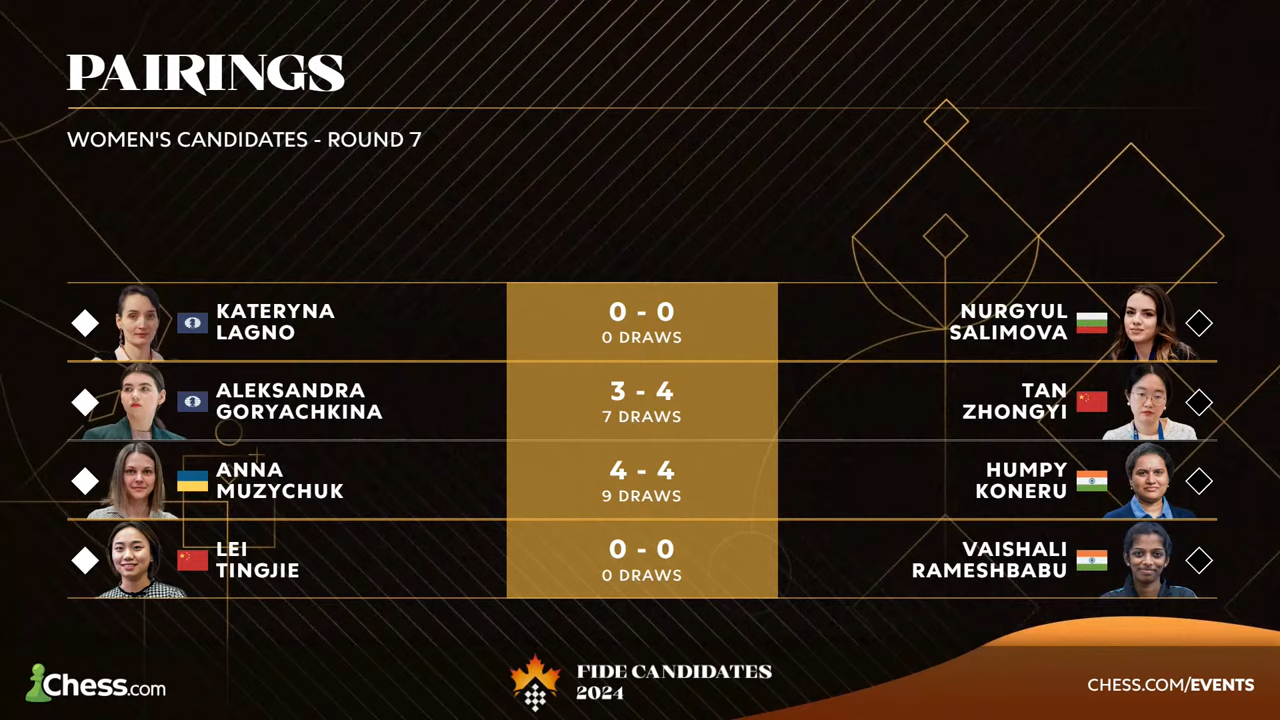 PAIRINGS
WOMEN'S CANDIDATES - ROUND 7
KATERYNA
LAGNO
0 - 0
0 DRAWS
NURGYUL
SALIMOVA
ALEKSANDRA
GORYACHKINA
3 - 4
7 DRAWS
TAN
ZHONGYI
ANNA
MUZYCHUK
4 - 4
9 DRAWS
HUMPY
KONERU
LEI
TINGJIE
0 - 0
0 DRAWS
VAISHALI
RAMESHBABU
Chess.com
FIDE CANDIDATES
2024
CHESS.COM/EVENTS